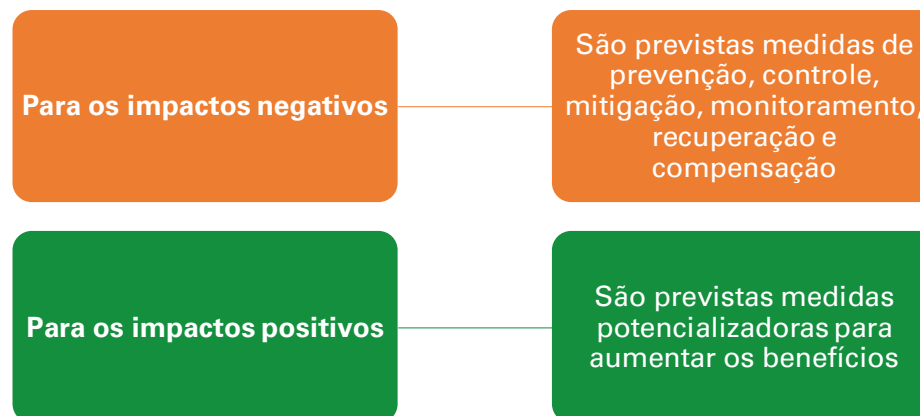 Para os impactos negativos
São previstas medidas de
prevenção, controle,
mitigação, monitoramento,
recuperação e
compensação
Para os impactos positivos
São previstas medidas
potencializadoras para
aumentar os benefícios